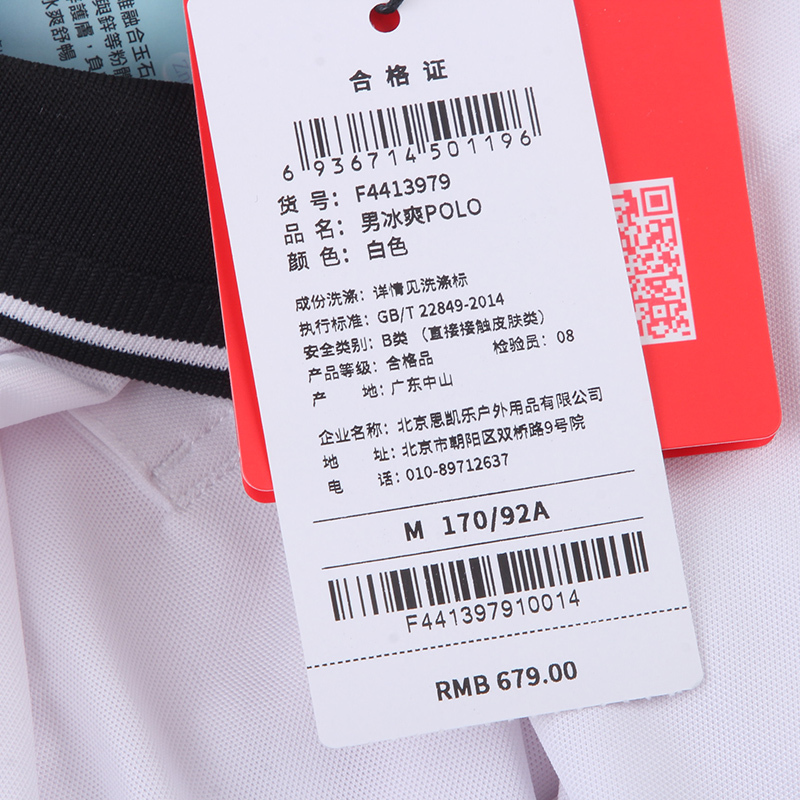 融合玉石
合格证
6 936714 501196
货 号: F4413979
品 名: 男冰爽POLO
颜 色: 白色
成份洗涤: 详情见洗涤标
执行标准: GB/T 22849-2014
安全类别: B类 (直接接触皮肤类)
产品等级: 合格品 检验员: 08
产 地: 广东中山
企业名称: 北京思凯乐户外用品有限公司
地 址: 北京市朝阳区双桥路9号院
电 话: 010-89712637
M 170/92A
F441397910014
RMB 679.00